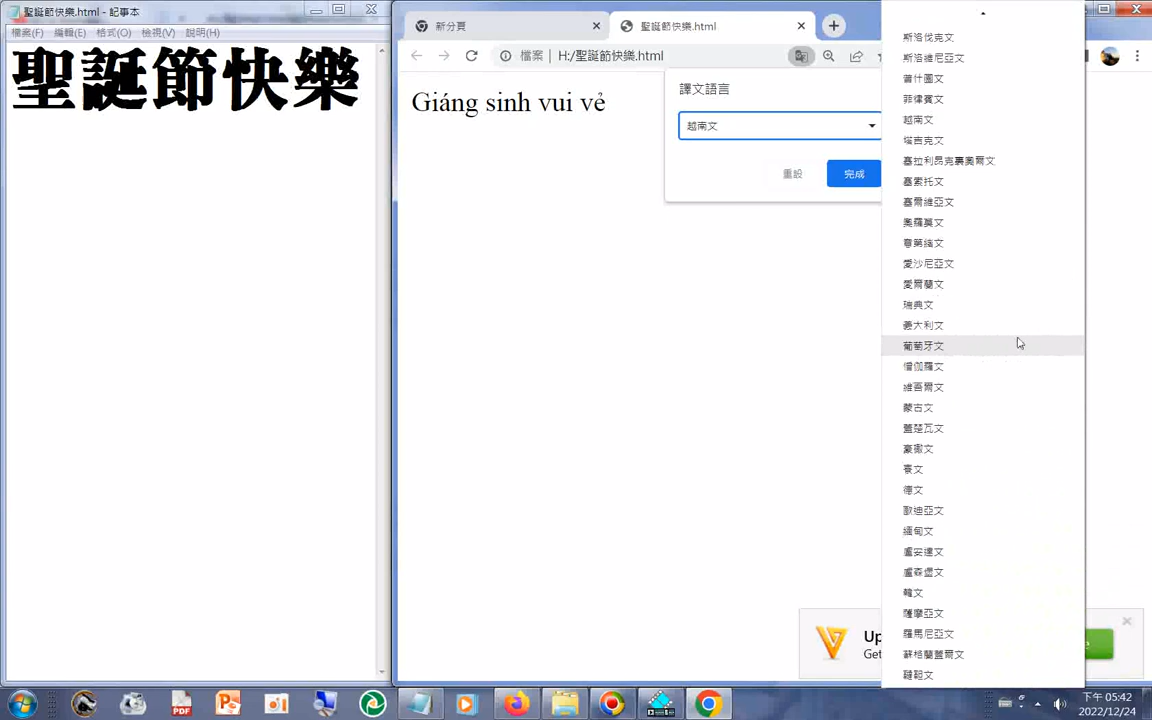 聖誕節快樂.html - 記事本
檔案(F) 編輯(E) 格式(O) 檢視(V) 說明(H)
聖誕節快樂
新分頁
聖誕節快樂.html
檔案 | H:/聖誕節快樂.html
Giáng sinh vui vẻ
譯文語言
越南文
重設
完成
斯洛伐克文
斯洛維尼亞文
普什圖文
菲律賓文
越南文
塔吉克文
塞拉利昂克裏奧爾文
塞索托文
塞爾維亞文
奧羅莫文
意第緒文
愛沙尼亞文
愛爾蘭文
瑞典文
義大利文
葡萄牙文
僧伽羅文
維吾爾文
蒙古文
蓋楚瓦文
豪撒文
寮文
德文
歐迪亞文
緬甸文
盧安達文
盧森堡文
韓文
薩摩亞文
羅馬尼亞文
蘇格蘭蓋爾文
韃靼文
Up
Get
下午 05:42
2022/12/24